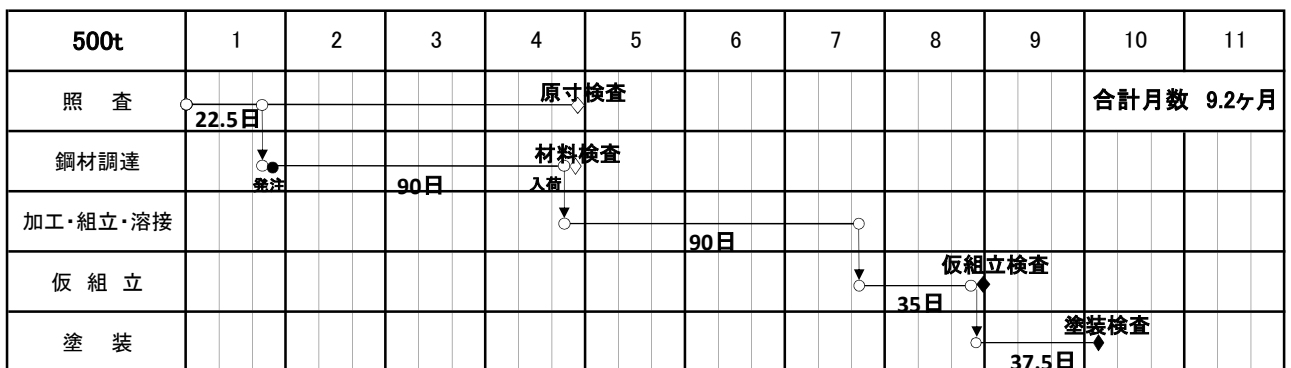 500t 1 2 3 4 5 6 7 8 9 10 11
照 査 22.5日 原寸検査 合計月数 9.2ヶ月
鋼材調達 発注 90日 材料検査 入荷
加工・組立・溶接 90日
仮 組 立 35日 仮組立検査
塗 装 37.5日 塗装検査